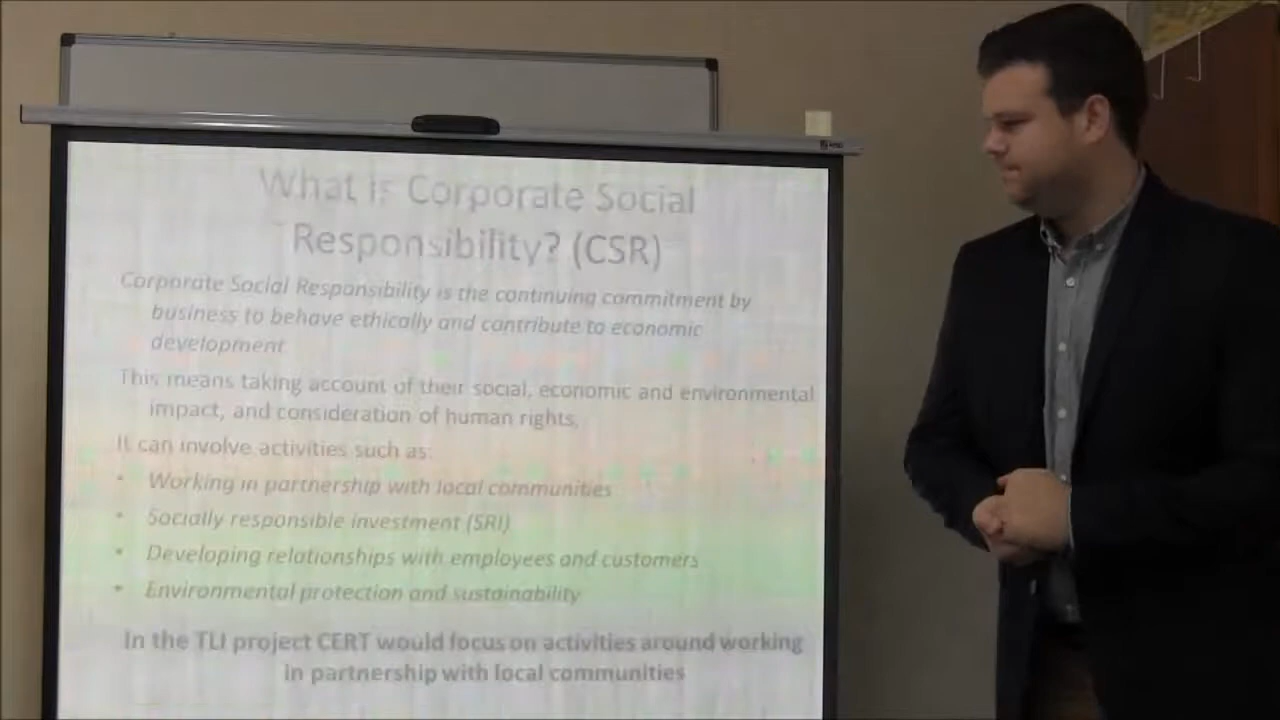 What is Corporate Social
Responsibility? (CSR)
Corporate Social Responsibility is the continuing commitment by
business to behave ethically and contribute to economic
development
This means taking account of their social, economic and environmental
impact, and consideration of human rights.
It can involve activities such as:
• Working in partnership with local communities
• Socially responsible investment (SRI)
• Developing relationships with employees and customers
• Environmental protection and sustainability
In the TLI project CERT would focus on activities around working
in partnership with local communities